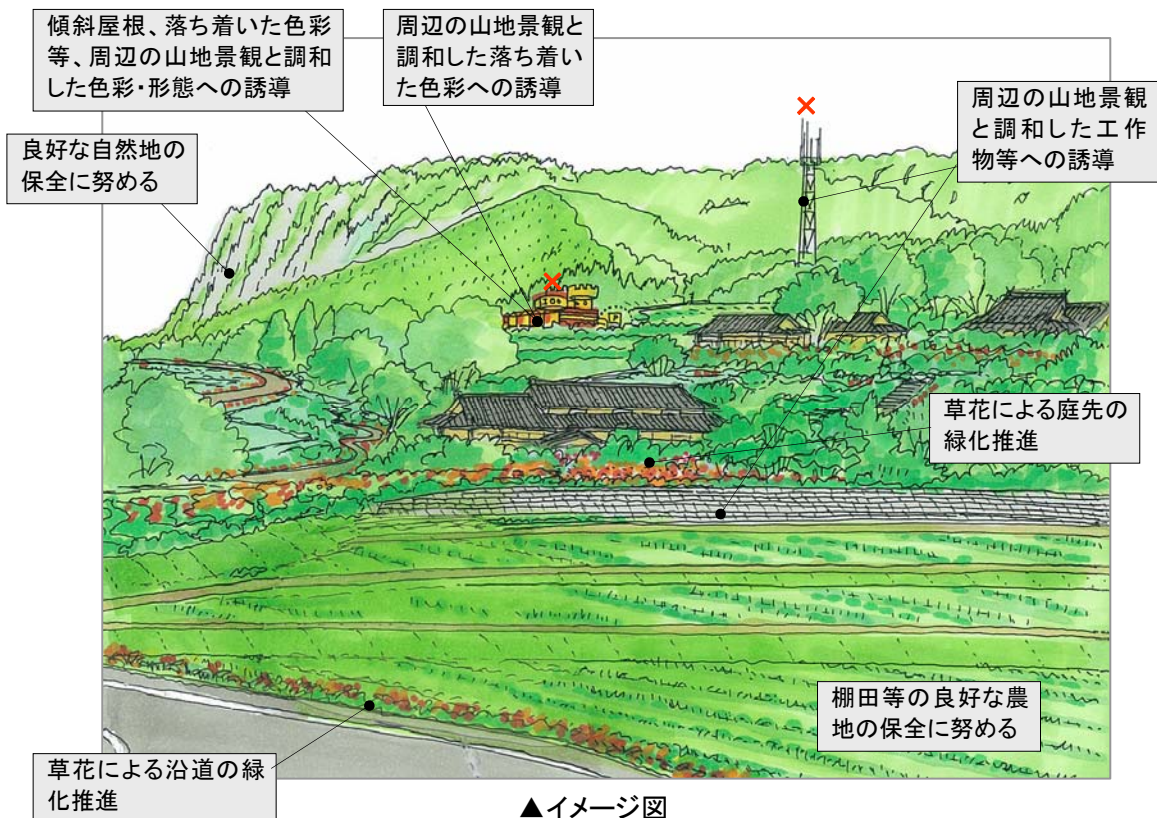 傾斜屋根、落ち着いた色彩
等、周辺の山地景観と調和
した色彩・形態への誘導
周辺の山地景観と
調和した落ち着い
た色彩への誘導
周辺の山地景観
と調和した工作
物等への誘導
良好な自然地の
保全に努める
草花による庭先の
緑化推進
棚田等の良好な農
地の保全に努める
草花による沿道の緑
化推進
▲イメージ図